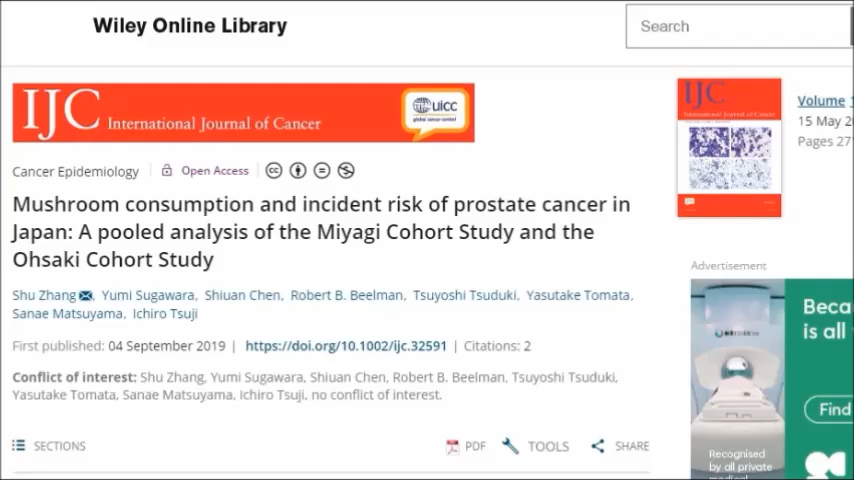 Wiley Online Library
Search
IJC International Journal of Cancer
uicc
global cancer control
IJC
Volume
15 May 2
Pages 27
Cancer Epidemiology
Open Access
Mushroom consumption and incident risk of prostate cancer in
Japan: A pooled analysis of the Miyagi Cohort Study and the
Ohsaki Cohort Study
Shu Zhang, Yumi Sugawara, Shiuan Chen, Robert B. Beelman, Tsuyoshi Tsuduki, Yasutake Tomata,
Sanae Matsuyama, Ichiro Tsuji
First published: 04 September 2019 | https://doi.org/10.1002/ijc.32591 | Citations: 2
Conflict of interest: Shu Zhang, Yumi Sugawara, Shiuan Chen, Robert B. Beelman, Tsuyoshi Tsuduki,
Yasutake Tomata, Sanae Matsuyama, Ichiro Tsuji, no conflict of interest.
SECTIONS
PDF
TOOLS
SHARE
Advertisement
Beca
is all
Find
Recognised
by all private
medical